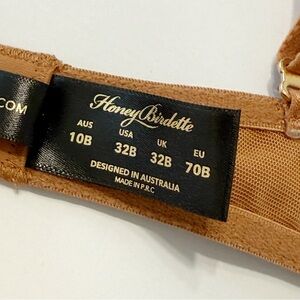 .COM
Honey Birdette
AUS USA UK EU
10B 32B 32B 70B
DESIGNED IN AUSTRALIA
MADE IN P.R.C